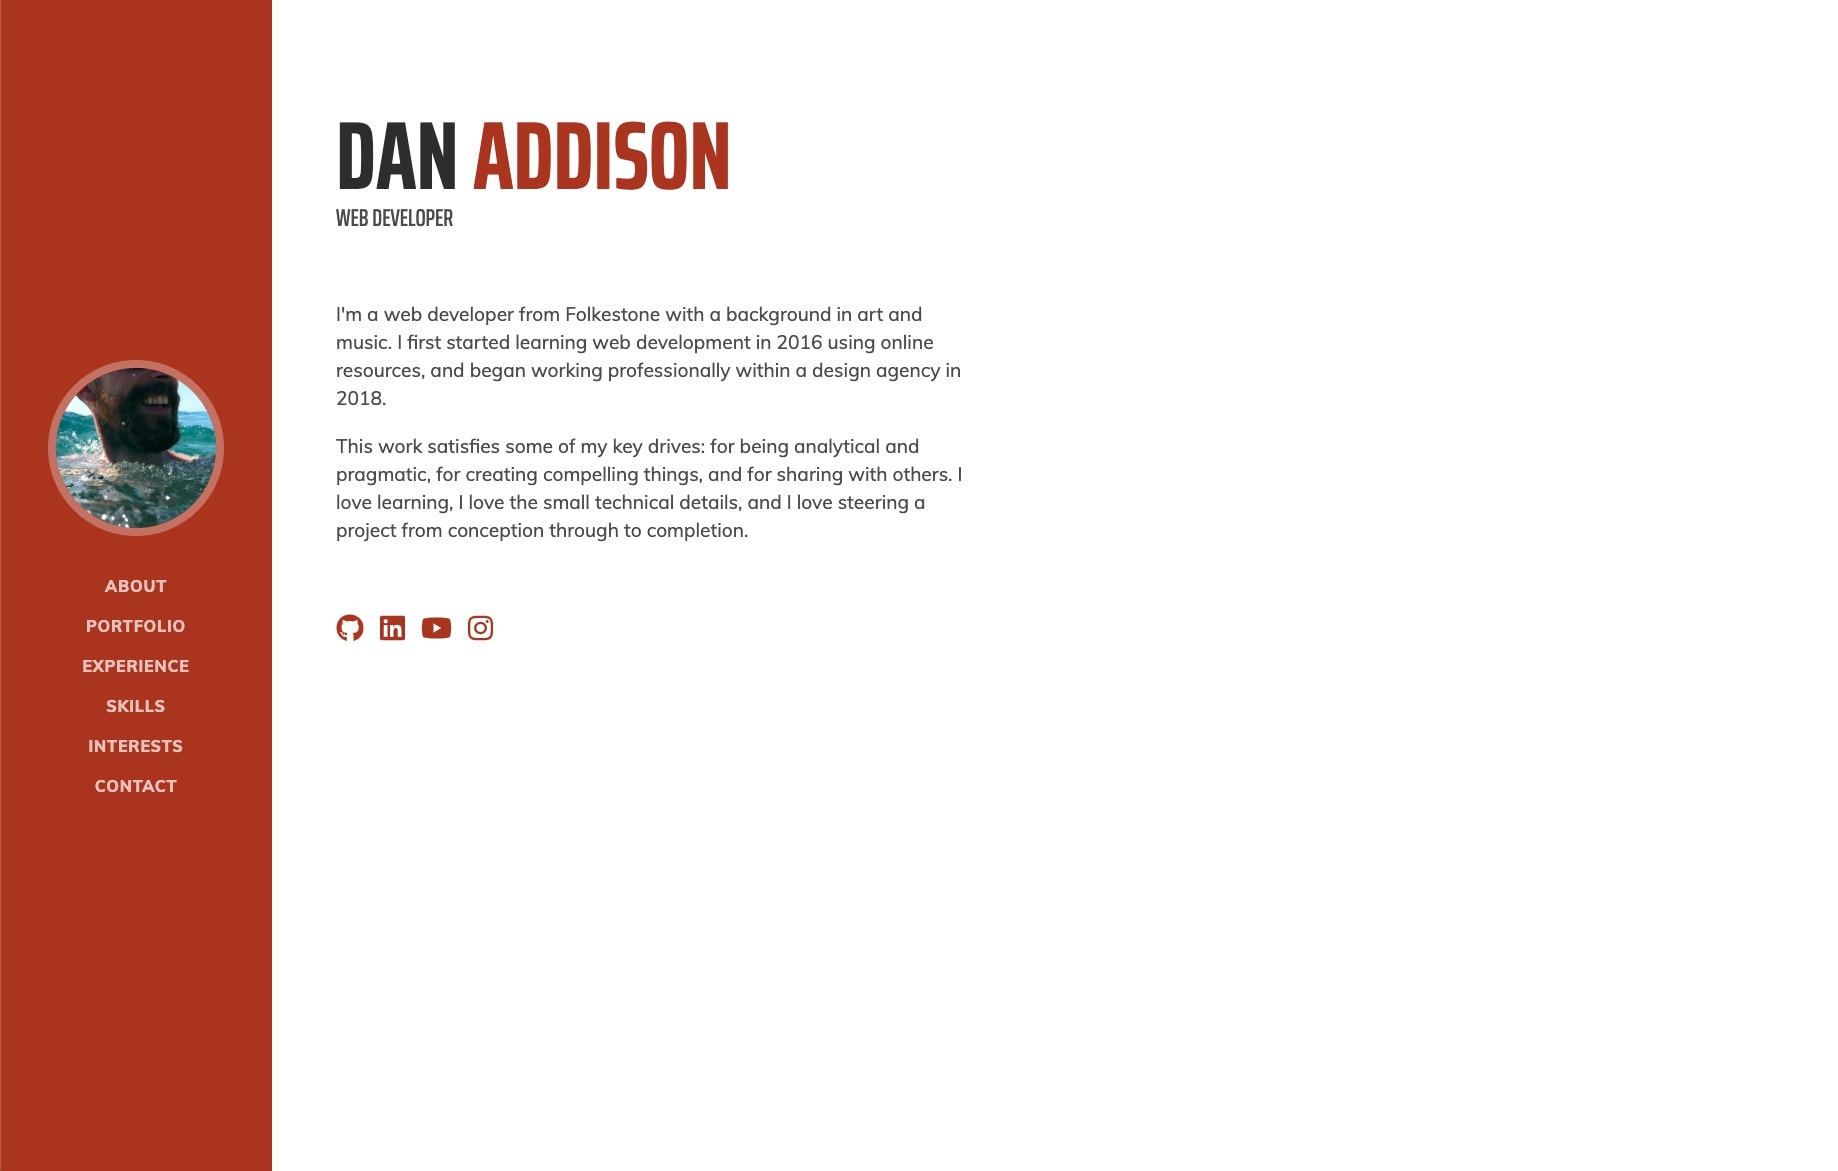 DAN ADDISON
WEB DEVELOPER
I'm a web developer from Folkestone with a background in art and
music. I first started learning web development in 2016 using online
resources, and began working professionally within a design agency in
2018.
This work satisfies some of my key drives: for being analytical and
pragmatic, for creating compelling things, and for sharing with others. I
love learning, I love the small technical details, and I love steering a
project from conception through to completion.
in
ABOUT
PORTFOLIO
EXPERIENCE
SKILLS
INTERESTS
CONTACT